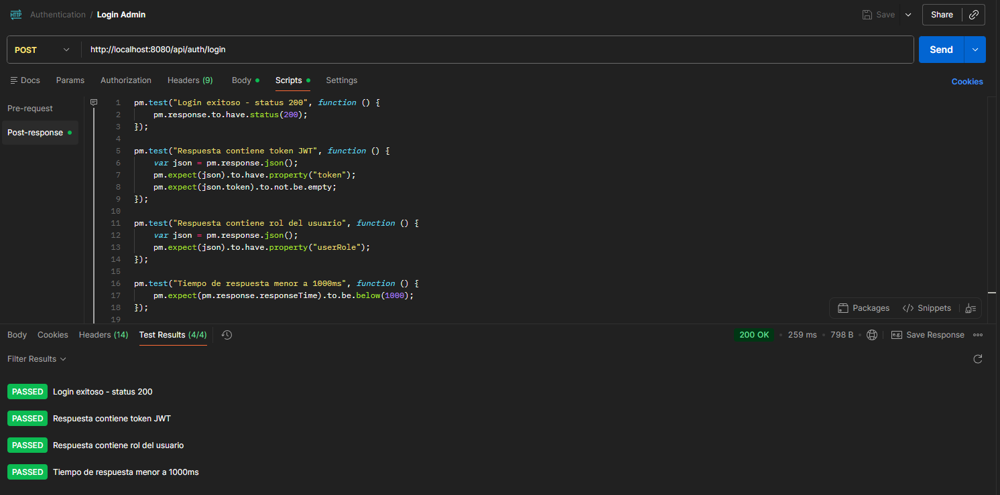 HTTP Authentication / Login Admin Save Share
POST http://localhost:8080/api/auth/login Send
Docs Params Authorization Headers (9) Body Scripts Settings Cookies
Pre-request
Post-response
1 pm.test("Login exitoso - status 200", function () {
2 pm.response.to.have.status(200);
3 });
4
5 pm.test("Respuesta contiene token JWT", function () {
6 var json = pm.response.json();
7 pm.expect(json).to.have.property("token");
8 pm.expect(json.token).to.not.be.empty;
9 });
10
11 pm.test("Respuesta contiene rol del usuario", function () {
12 var json = pm.response.json();
13 pm.expect(json).to.have.property("userRole");
14 });
15
16 pm.test("Tiempo de respuesta menor a 1000ms", function () {
17 pm.expect(pm.response.responseTime).to.be.below(1000);
18 });
19
Packages </> Snippets
Body Cookies Headers (14) Test Results (4/4) 200 OK • 259 ms • 798 B • e.g. Save Response
Filter Results
PASSED Login exitoso - status 200
PASSED Respuesta contiene token JWT
PASSED Respuesta contiene rol del usuario
PASSED Tiempo de respuesta menor a 1000ms